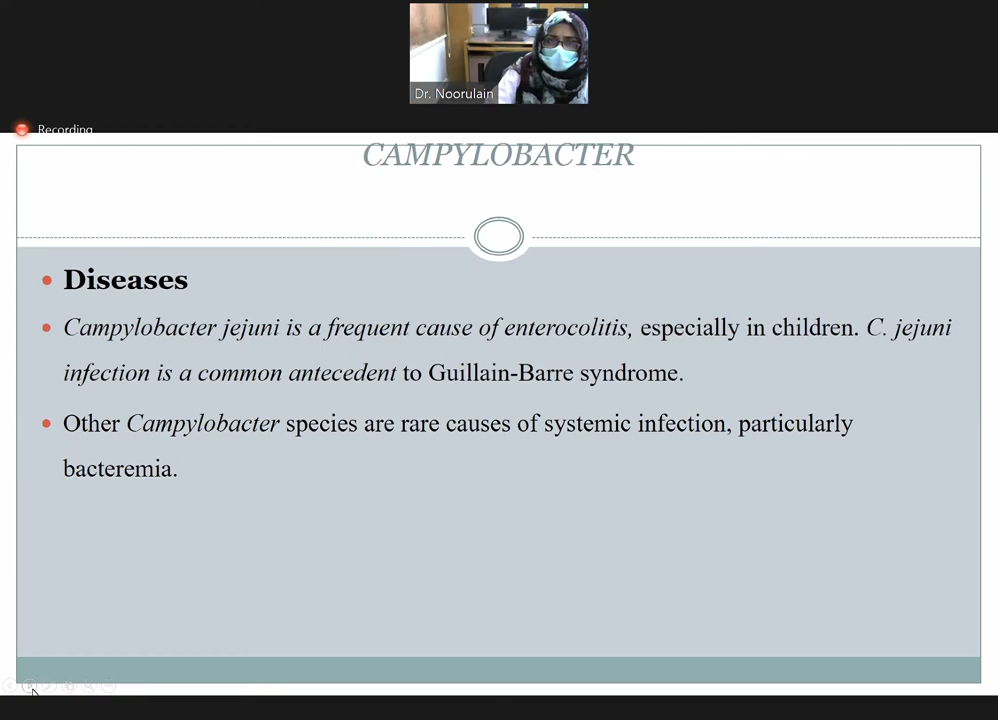 Dr. Noorulain
Recording
CAMPYLOBACTER
• Diseases
• Campylobacter jejuni is a frequent cause of enterocolitis, especially in children. C. jejuni
infection is a common antecedent to Guillain-Barre syndrome.
• Other Campylobacter species are rare causes of systemic infection, particularly
bacteremia.